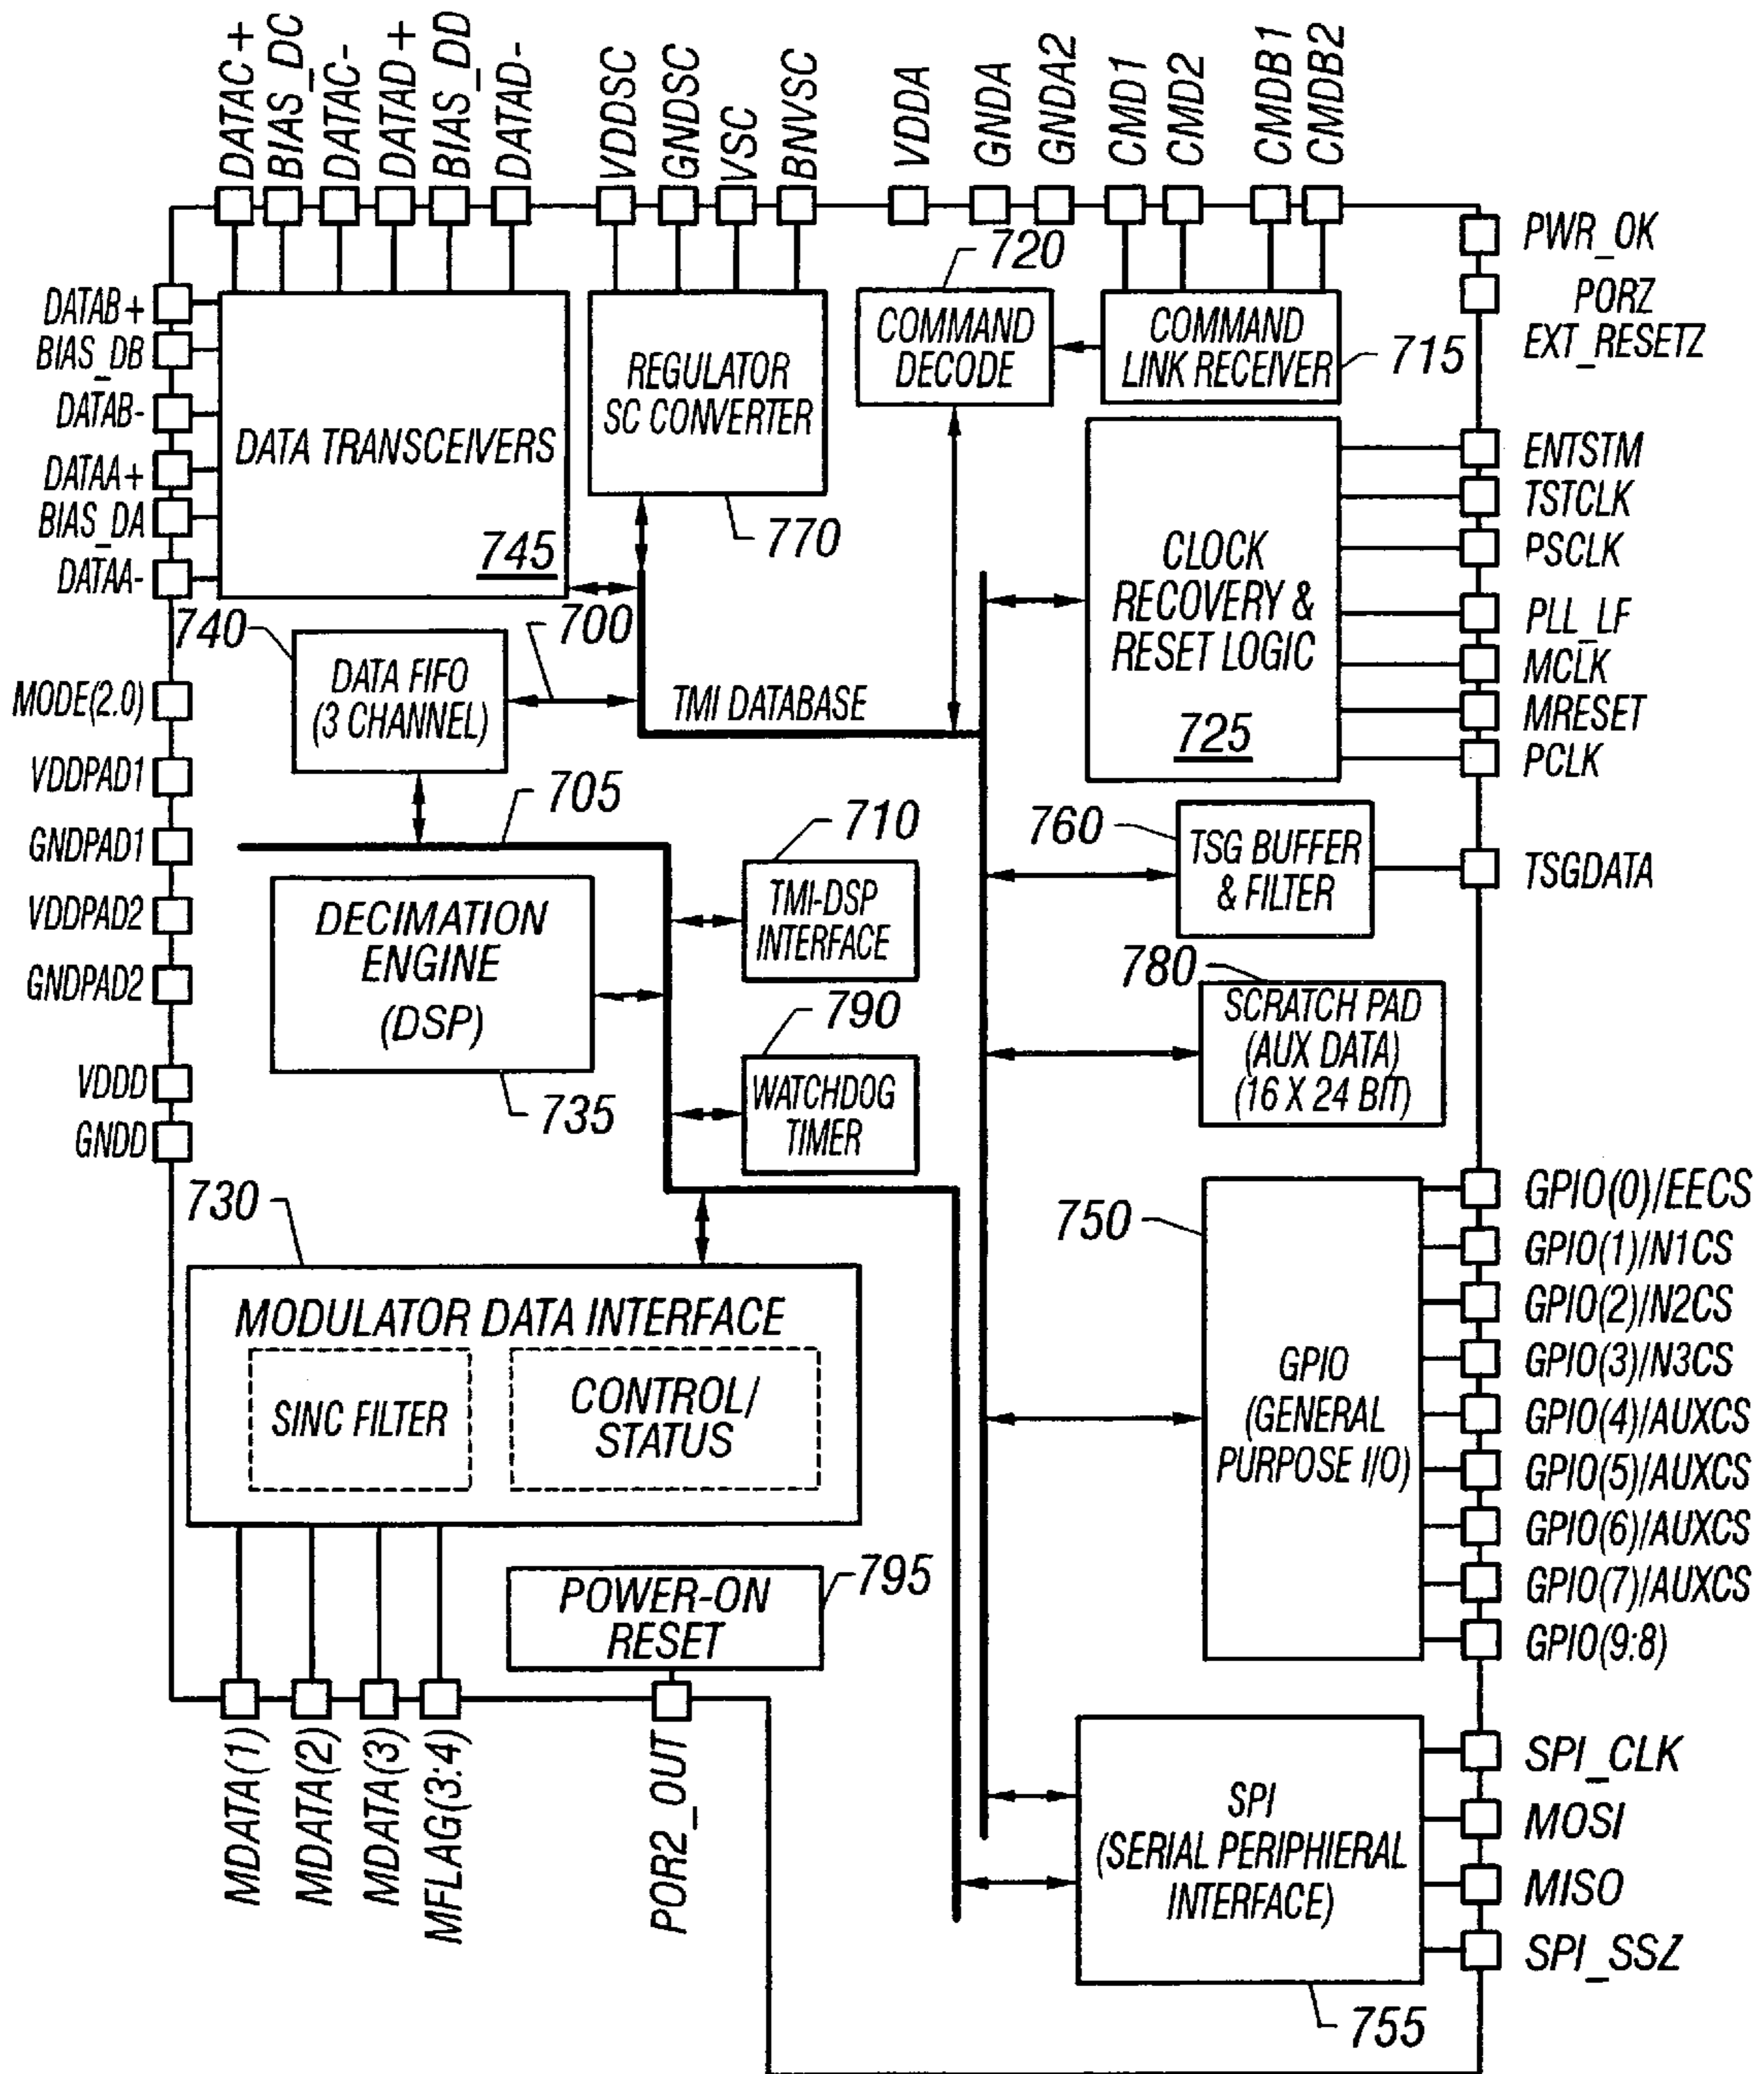 DATAC+
BIAS_DC
DATAC-
DATAD+
BIAS_DD
DATAD-
VDDSC
GNDSC
VSC
BNVSC
VDDA
GNDA
GNDA2
CMD1
CMD2
CMDB1
CMDB2
PWR_OK
PORZ
EXT_RESETZ
DATAB+
BIAS_DB
DATAB-
DATAA+
BIAS_DA
DATAA-
DATA TRANSCEIVERS
745
REGULATOR
SC CONVERTER
770
720
COMMAND
DECODE
COMMAND
LINK RECEIVER
715
CLOCK
RECOVERY &
RESET LOGIC
725
ENTSTM
TSTCLK
PSCLK
PLL_LF
MCLK
MRESET
PCLK
740
DATA FIFO
(3 CHANNEL)
700
TMI DATABASE
MODE(2.0)
VDDPAD1
GNDPAD1
VDDPAD2
GNDPAD2
VDDD
GNDD
705
710
TMI-DSP
INTERFACE
DECIMATION
ENGINE
(DSP)
735
790
WATCHDOG
TIMER
760
TSG BUFFER
& FILTER
TSGDATA
780
SCRATCH PAD
(AUX DATA)
(16 X 24 BIT)
730
MODULATOR DATA INTERFACE
SINC FILTER
CONTROL/
STATUS
750
GPIO
(GENERAL
PURPOSE I/O)
GPIO(0)/EECS
GPIO(1)/N1CS
GPIO(2)/N2CS
GPIO(3)/N3CS
GPIO(4)/AUXCS
GPIO(5)/AUXCS
GPIO(6)/AUXCS
GPIO(7)/AUXCS
GPIO(9:8)
POWER-ON
RESET
795
MDATA(1)
MDATA(2)
MDATA(3)
MFLAG(3:4)
POR2_OUT
SPI
(SERIAL PERIPHIERAL
INTERFACE)
755
SPI_CLK
MOSI
MISO
SPI_SSZ